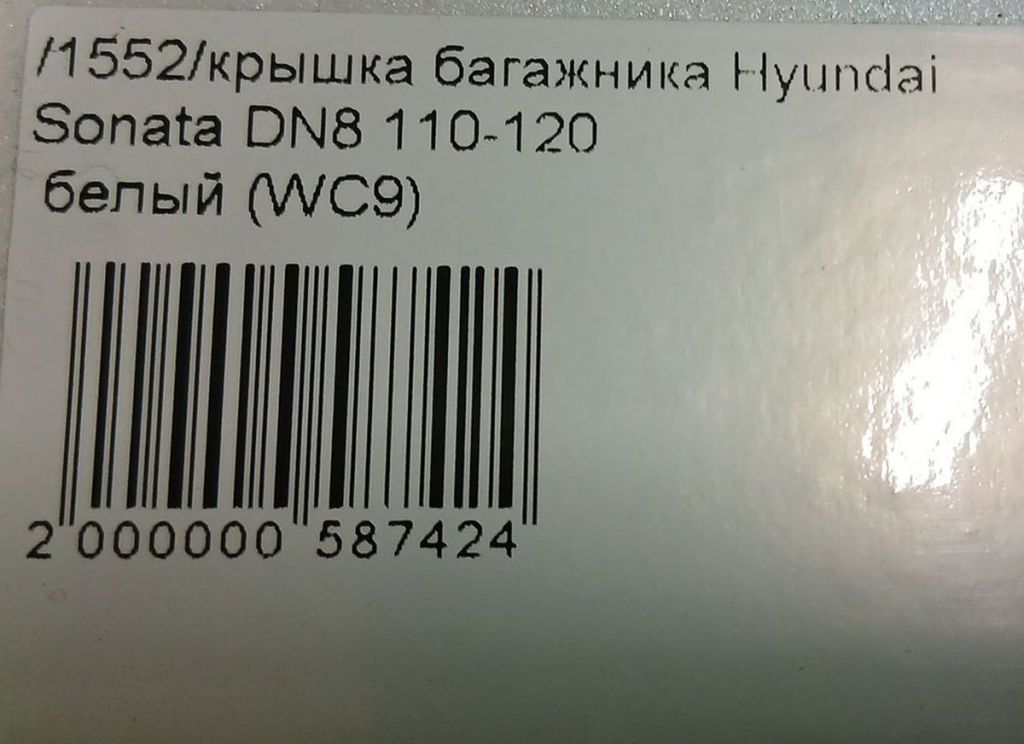 /1552/крышка багажника Hyundai
Sonata DN8 110-120
белый (WC9)
2 000000 587424